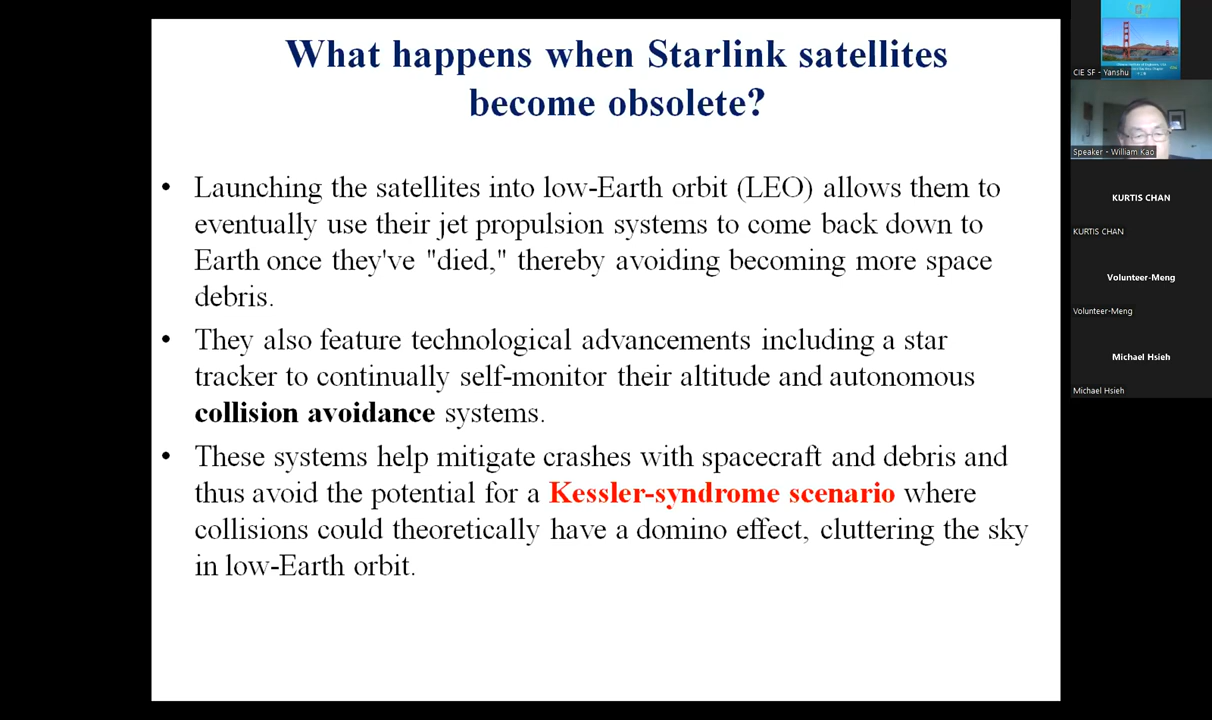 What happens when Starlink satellites
become obsolete?
• Launching the satellites into low-Earth orbit (LEO) allows them to
eventually use their jet propulsion systems to come back down to
Earth once they've "died," thereby avoiding becoming more space
debris.
• They also feature technological advancements including a star
tracker to continually self-monitor their altitude and autonomous
collision avoidance systems.
• These systems help mitigate crashes with spacecraft and debris and
thus avoid the potential for a Kessler-syndrome scenario where
collisions could theoretically have a domino effect, cluttering the sky
in low-Earth orbit.
CIE SF - Yanshu
Speaker - William Kao
KURTIS CHAN
KURTIS CHAN
Volunteer-Meng
Volunteer-Meng
Michael Hsieh
Michael Hsieh